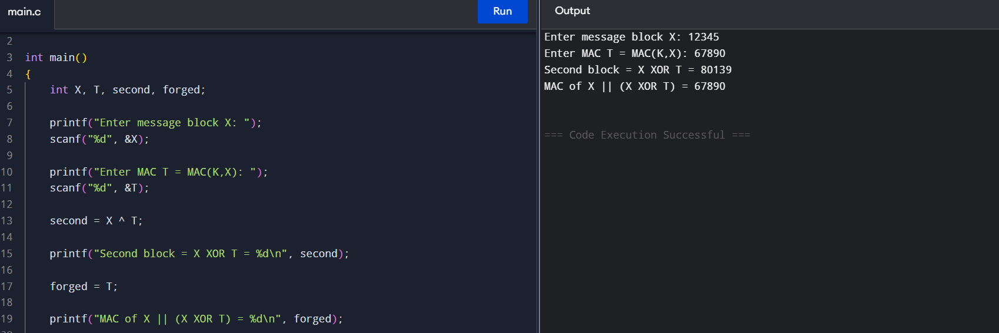 main.c
Run
Output
2
3 int main()
4 {
5 int X, T, second, forged;
6
7 printf("Enter message block X: ");
8 scanf("%d", &X);
9
10 printf("Enter MAC T = MAC(K,X): ");
11 scanf("%d", &T);
12
13 second = X ^ T;
14
15 printf("Second block = X XOR T = %d\n", second);
16
17 forged = T;
18
19 printf("MAC of X || (X XOR T) = %d\n", forged);
Enter message block X: 12345
Enter MAC T = MAC(K,X): 67890
Second block = X XOR T = 80139
MAC of X || (X XOR T) = 67890
=== Code Execution Successful ===